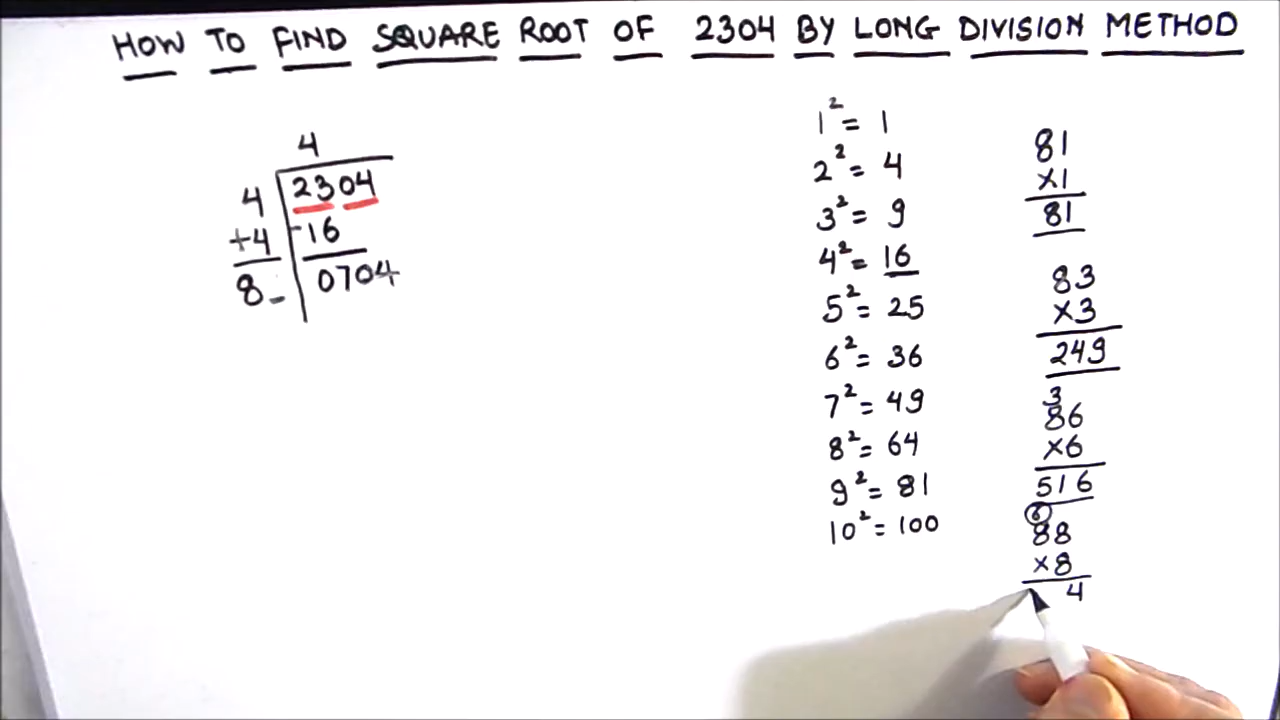 HOW TO FIND SQUARE ROOT OF 2304 BY LONG DIVISION METHOD
4
4 2304
+4 -16
8_ 0704
1² = 1
2² = 4
3² = 9
4² = 16
5² = 25
6² = 36
7² = 49
8² = 64
9² = 81
10² = 100
81
×1
81
83
×3
249
3
86
×6
516
6
88
×8
4